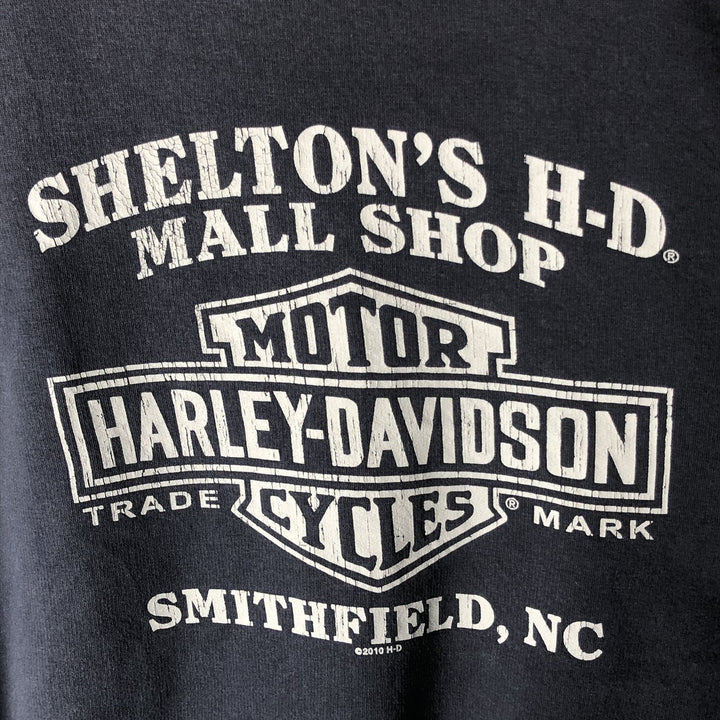 SHELTON'S H-D®
MALL SHOP
MOTOR
HARLEY-DAVIDSON
TRADE ® MARK
CYCLES
SMITHFIELD, NC
©2010 H-D